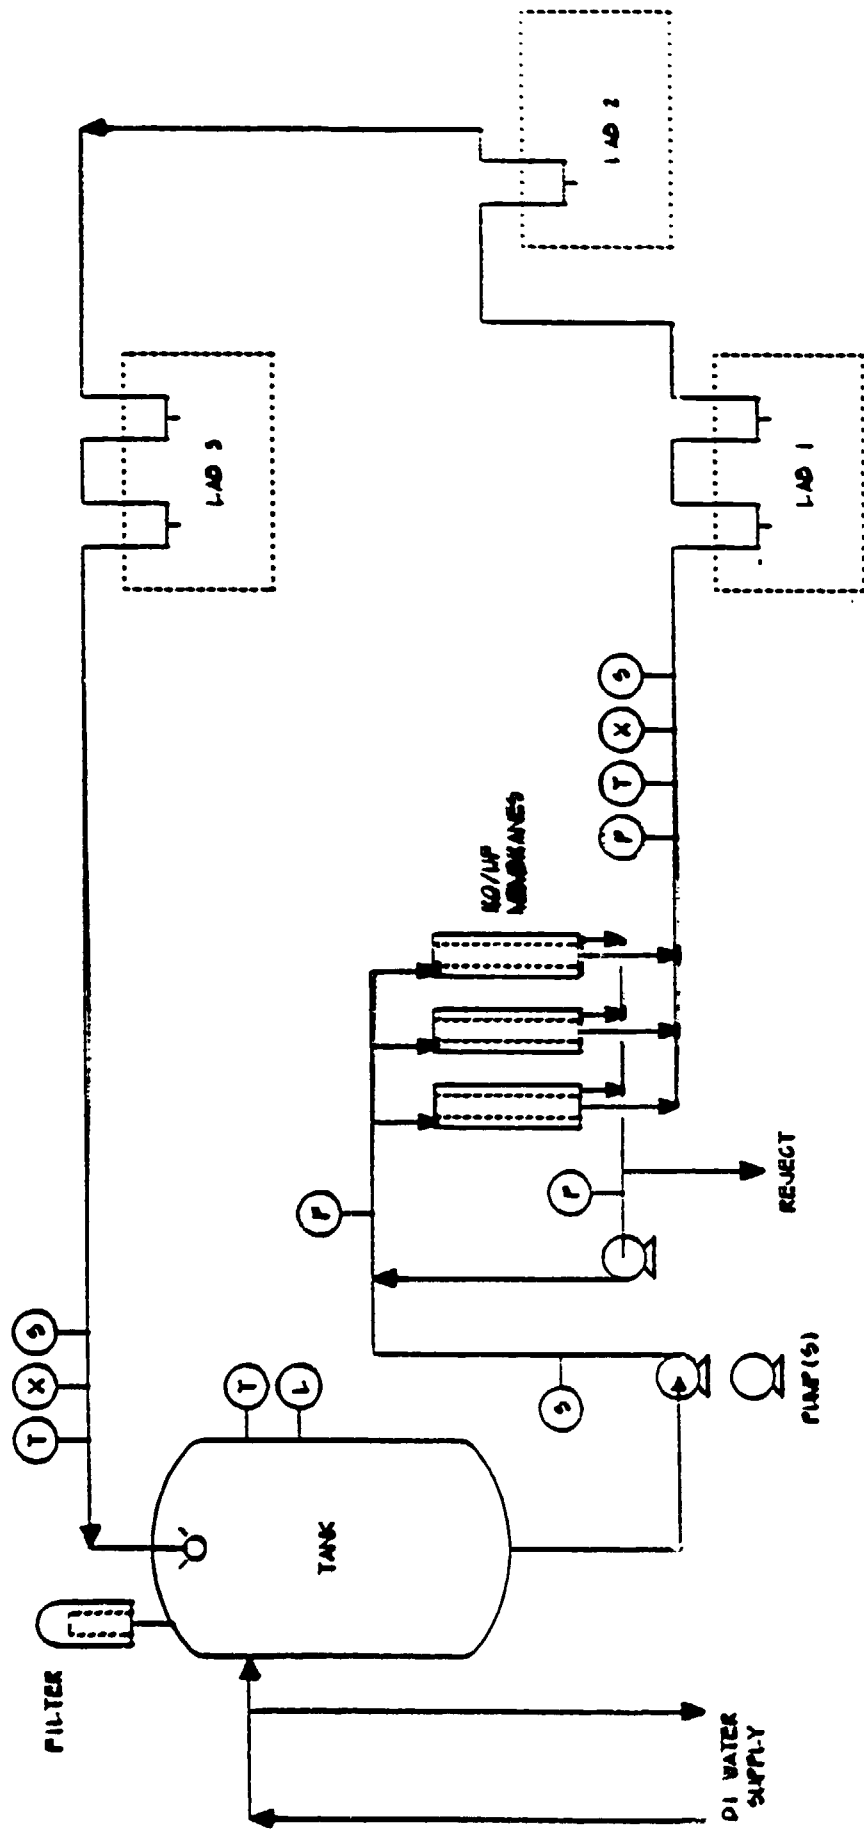 FILTER
T
X
S
TANK
T
L
DI WATER
SUPPLY
S
PUMP(S)
P
P
REJECT
RO/UF
MEMBRANES
P
T
X
S
LAB 3
LAB 1
LAB 2